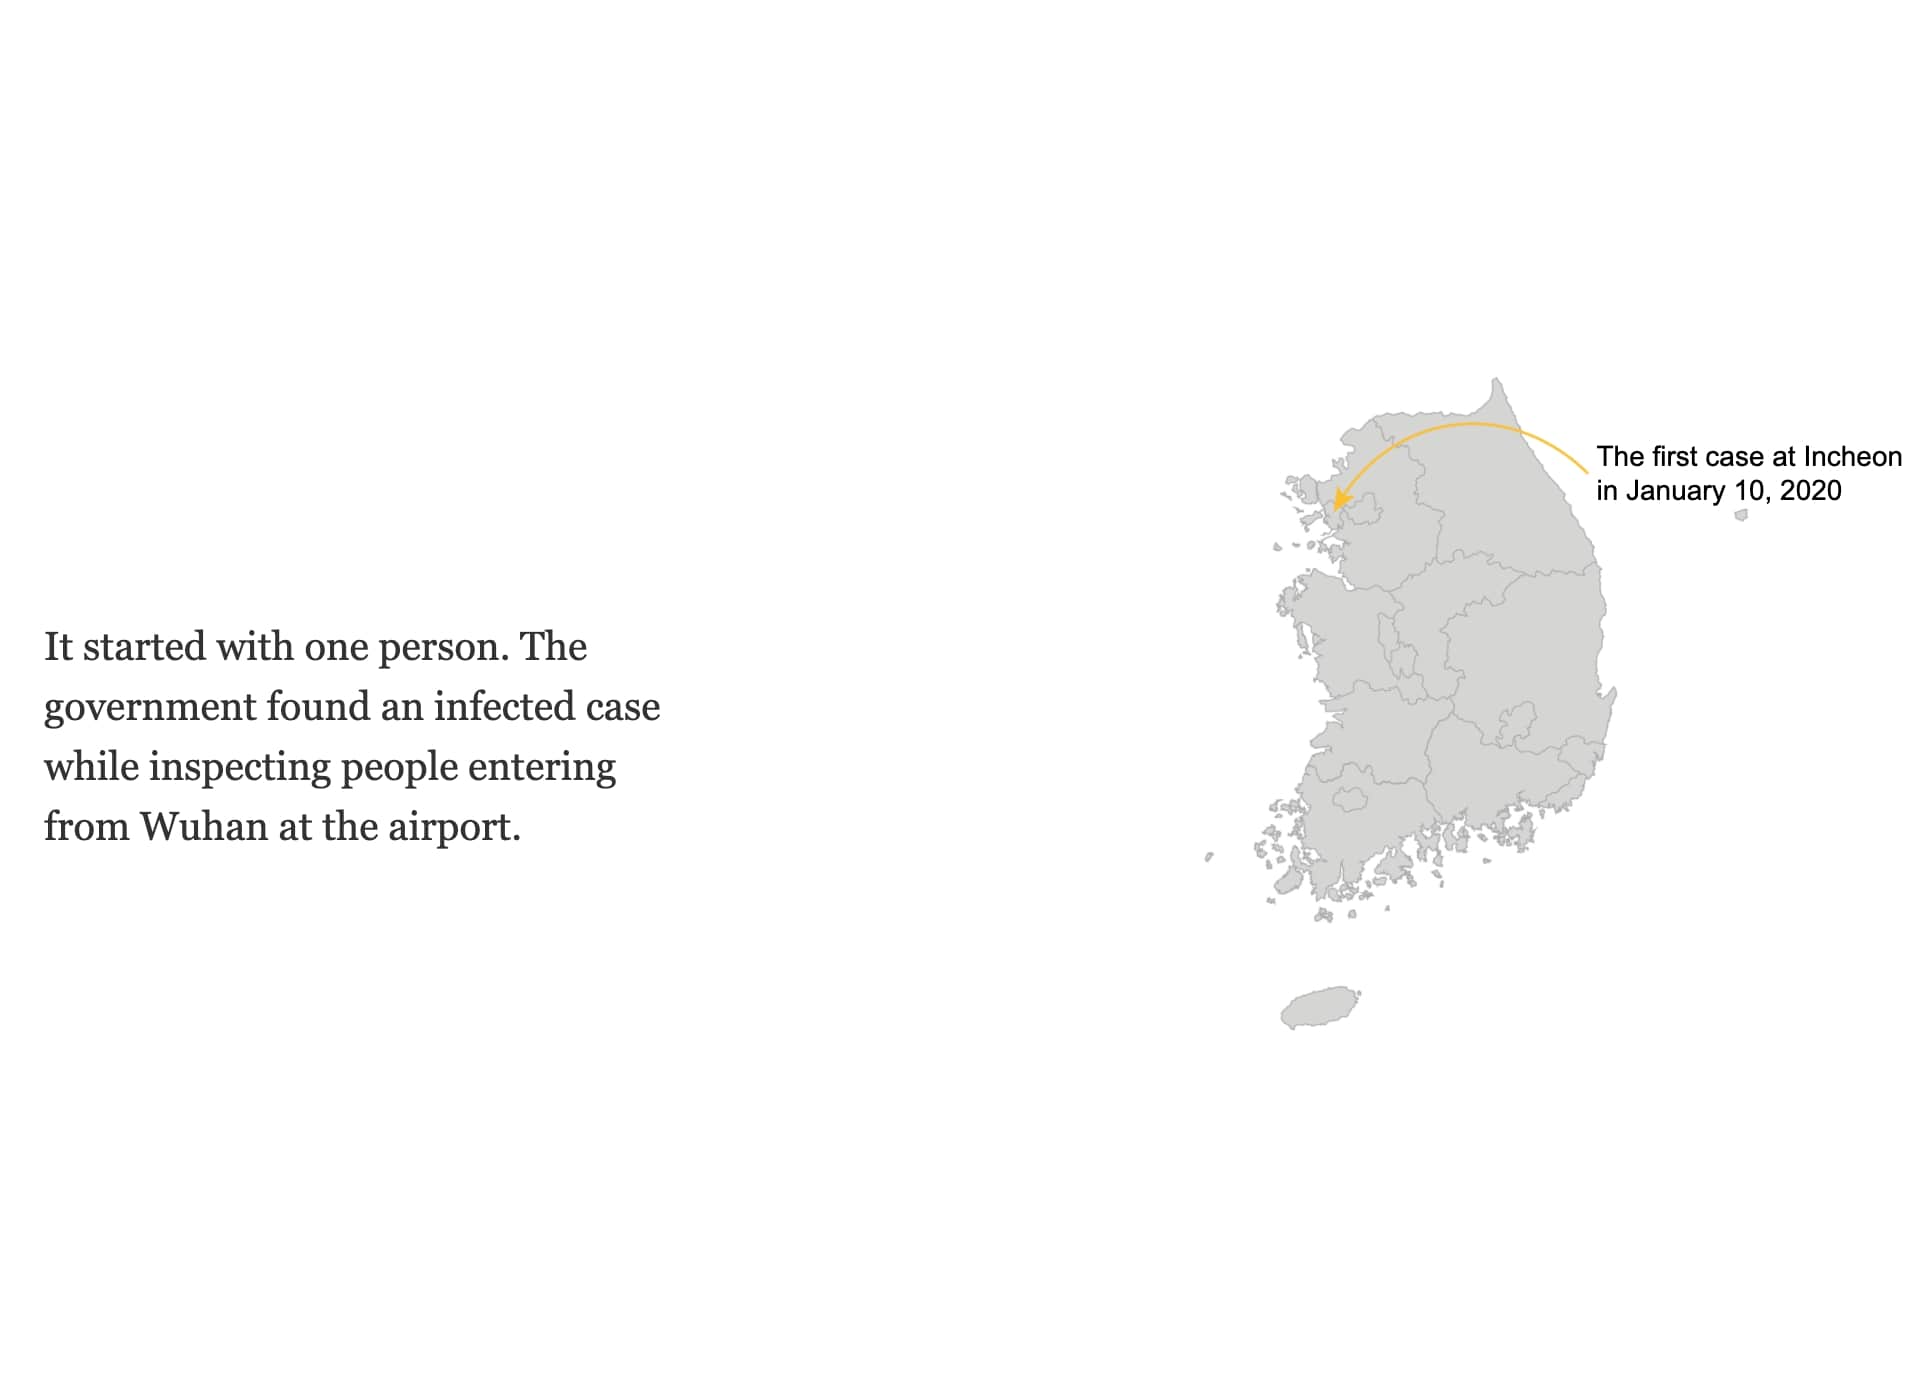 It started with one person. The
government found an infected case
while inspecting people entering
from Wuhan at the airport.
The first case at Incheon
in January 10, 2020